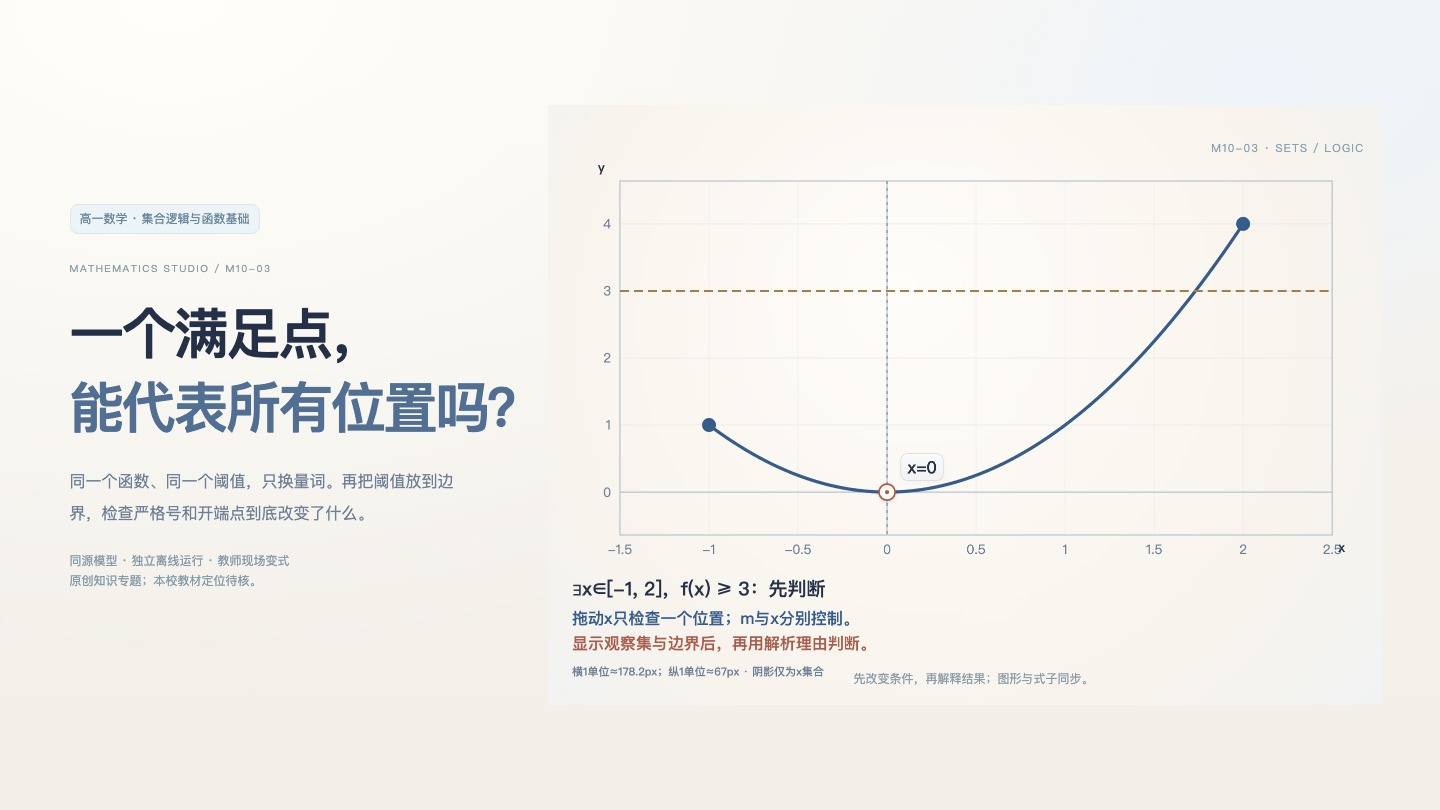 高一数学 · 集合逻辑与函数基础
MATHEMATICS STUDIO / M10-03
一个满足点，
能代表所有位置吗？
同一个函数、同一个阈值，只换量词。再把阈值放到边
界，检查严格号和开端点到底改变了什么。
同源模型 · 独立离线运行 · 教师现场变式
原创知识专题；本校教材定位待核。
M10-03 · SETS / LOGIC
y
4
3
2
1
0
x=0
−1.5
−1
−0.5
0
0.5
1
1.5
2
2.5
x
∃x∈[−1, 2]，f(x) ⩾ 3：先判断
拖动x只检查一个位置；m与x分别控制。
显示观察集与边界后，再用解析理由判断。
横1单位≈178.2px；纵1单位≈67px · 阴影仅为x集合
先改变条件，再解释结果；图形与式子同步。